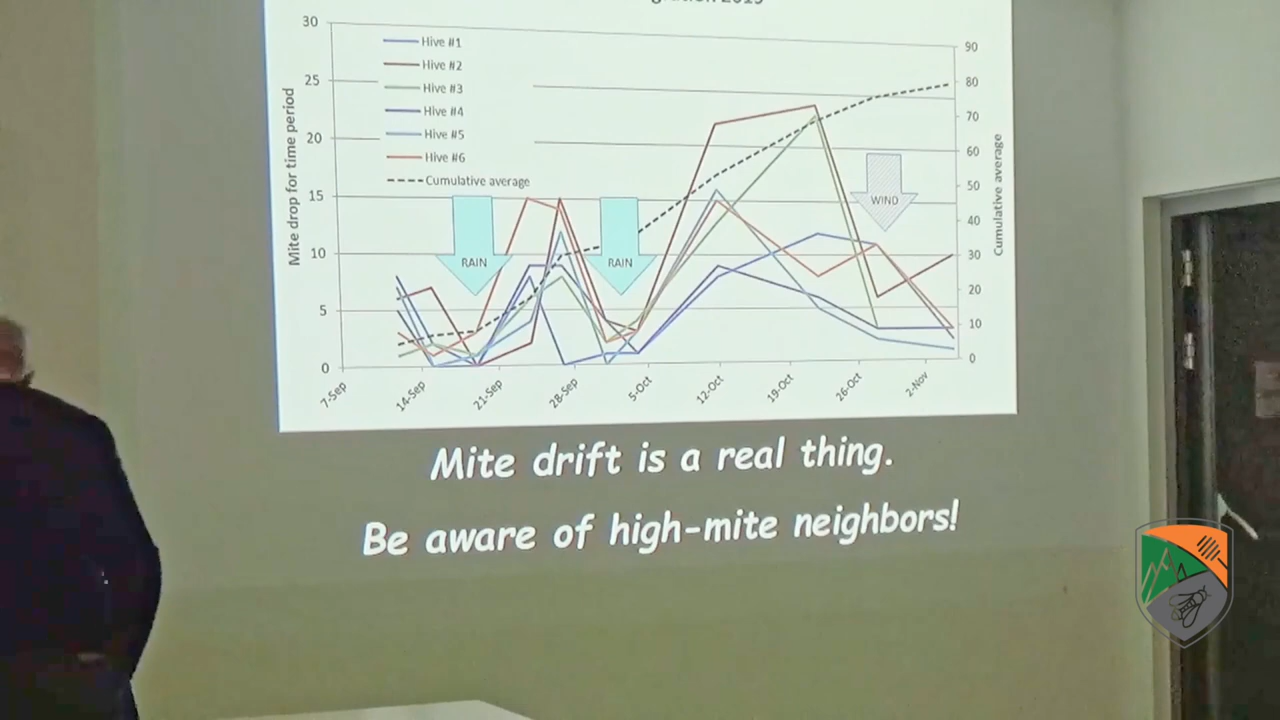 30
25
20
15
10
5
0
Mite drop for time period
Hive #1
Hive #2
Hive #3
Hive #4
Hive #5
Hive #6
Cumulative average
RAIN
RAIN
WIND
90
80
70
60
50
40
30
20
10
0
Cumulative average
7-Sep
14-Sep
21-Sep
28-Sep
5-Oct
12-Oct
19-Oct
26-Oct
2-Nov
Mite drift is a real thing.
Be aware of high-mite neighbors!